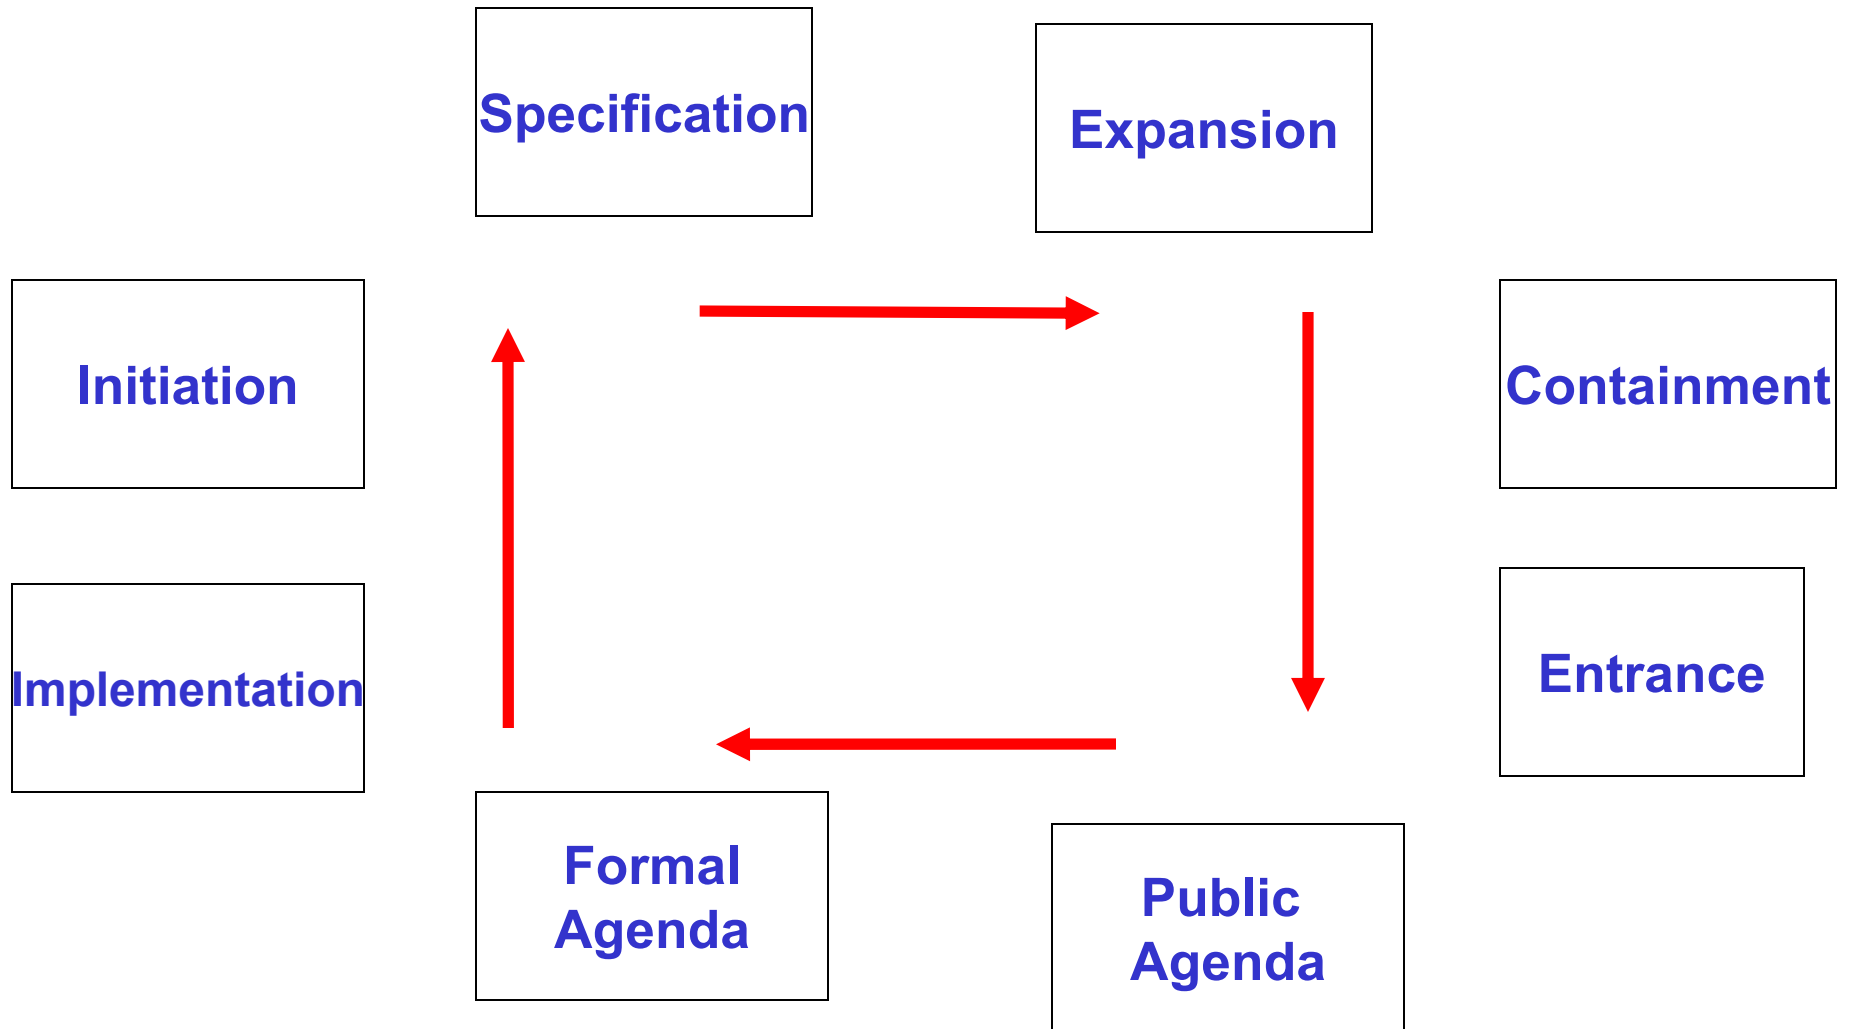 Specification
Expansion
Initiation
Containment
Implementation
Entrance
Formal
Agenda
Public
Agenda